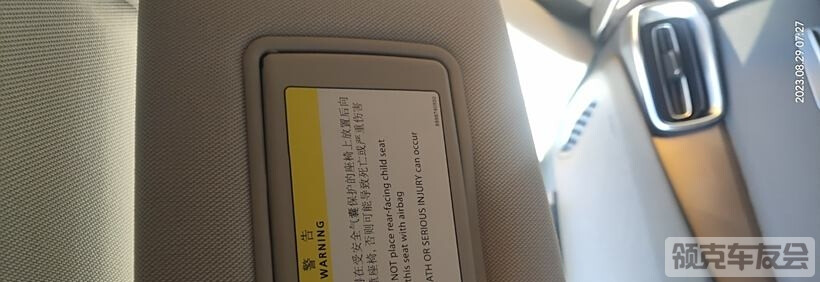 警 告
WARNING
在受安全气囊保护的座椅上放置后向
座椅,否则可能导致死亡或严重伤害
NOT place rear-facing child seat
this seat with airbag
ATH OR SERIOUS INJURY can occur
2023.08.29 07:27
领克车友会